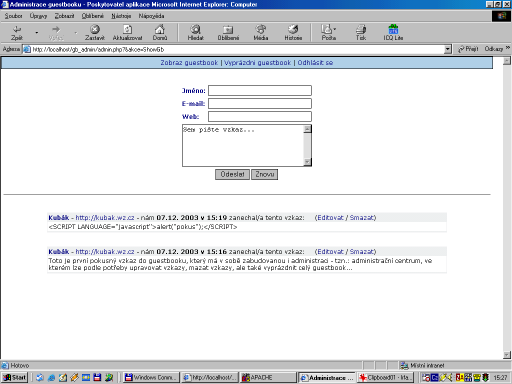 Administrace guestbooku - Poskytovatel aplikace Microsoft Internet Explorer: Computer
Soubor Úpravy Zobrazit Oblíbené Nástroje Nápověda
Zpět Vpřed Zastavit Aktualizovat Domů Hledat Oblíbené Média Historie Pošta Tisk ICQ Lite
Adresa http://localhost/gb_admin/admin.php?&akce=ShowGb Přejít Odkazy »
Zobraz guestbook | Vyprázdni guestbook | Odhlásit se
Jméno:
E-mail:
Web:
Sem pište vzkaz...
Odeslat Znovu
Kubák - http://kubak.wz.cz - nám 07.12. 2003 v 15:19 zanechal/a tento vzkaz: (Editovat / Smazat)
<SCRIPT LANGUAGE="javascript">alert("pokus");</SCRIPT>
Kubák - http://kubak.wz.cz - nám 07.12. 2003 v 15:16 zanechal/a tento vzkaz: (Editovat / Smazat)
Toto je první pokusný vzkaz do guestbooku, který má v sobě zabudovanou i administraci - tzn.: administrační centrum, ve
kterém lze podle potřeby upravovat vzkazy, mazat vzkazy, ale také vyprázdnit celý guestbook...
Hotovo Místní intranet
Start Windows Comm... http://localhost/... APACHE Administrace ... Clipboard01 - IrfA... 15:27